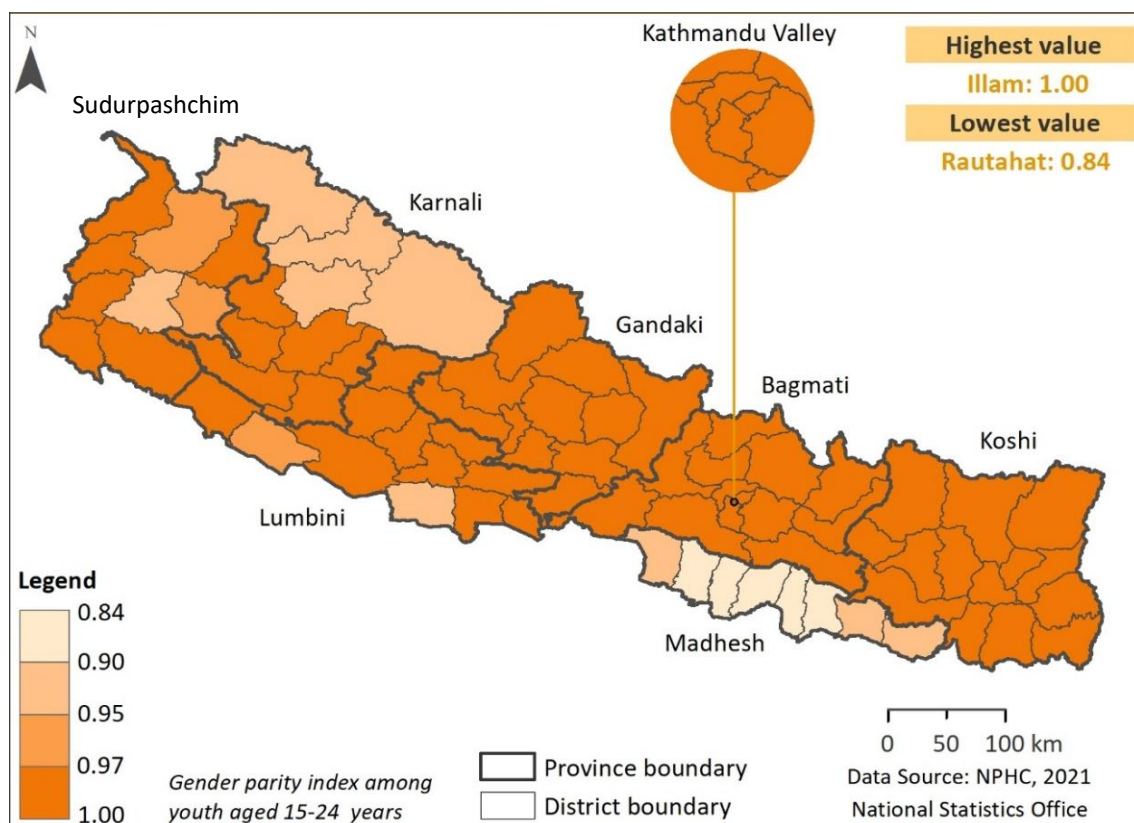 N
Kathmandu Valley
Highest value
Illam: 1.00
Lowest value
Rautahat: 0.84
Sudurpashchim
Karnali
Gandaki
Bagmati
Koshi
Lumbini
Madhesh
Legend
0.84
0.90
0.95
0.97
1.00
Gender parity index among
youth aged 15-24 years
Province boundary
District boundary
0 50 100 km
Data Source: NPHC, 2021
National Statistics Office